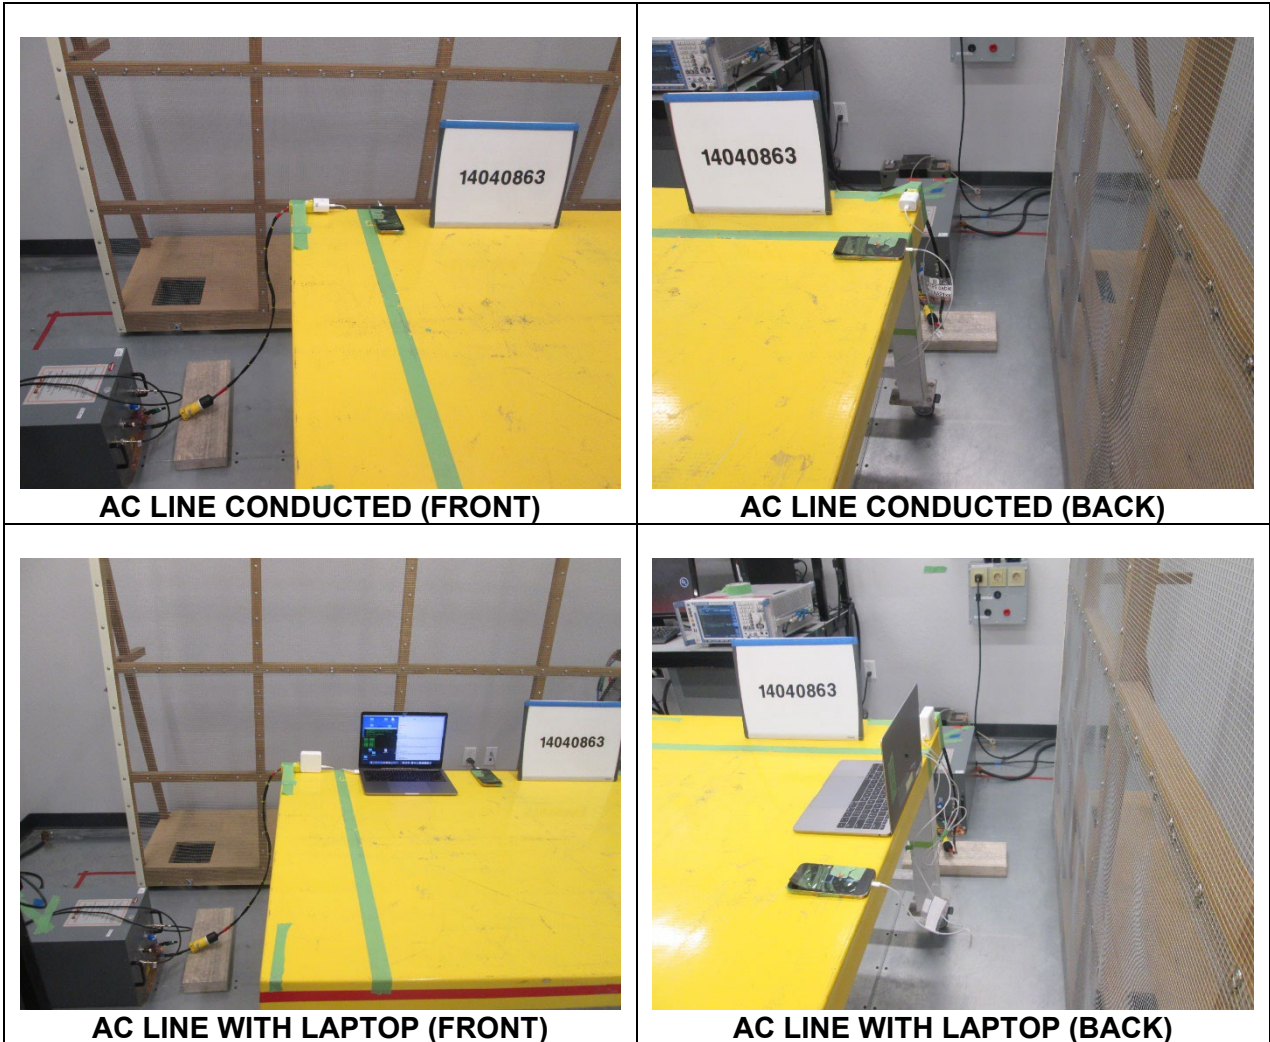 14040863
14040863
AC LINE CONDUCTED (FRONT)
AC LINE CONDUCTED (BACK)
14040863
14040863
AC LINE WITH LAPTOP (FRONT)
AC LINE WITH LAPTOP (BACK)